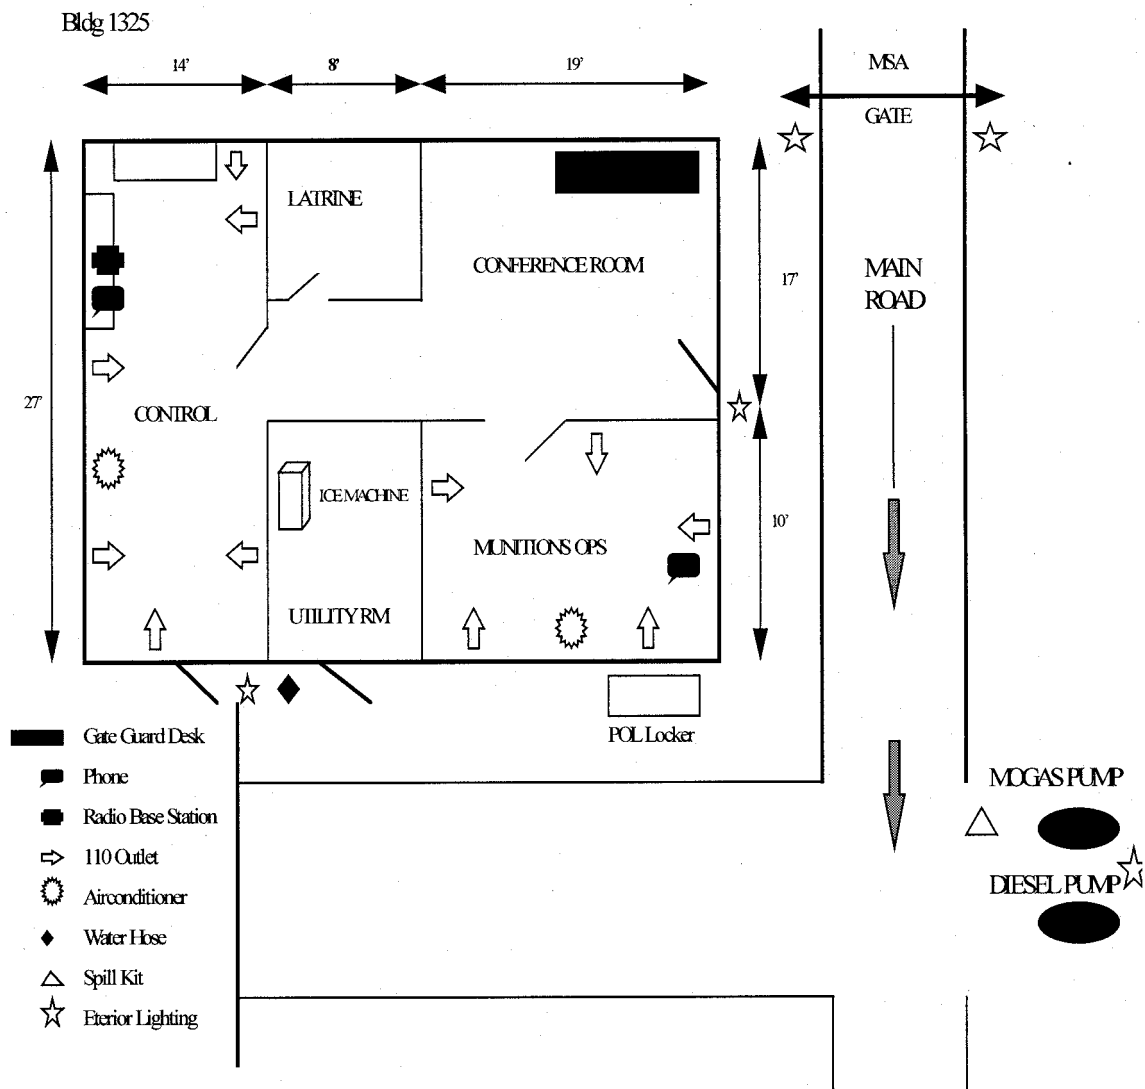 Bldg 1325
14'
8'
19'
MSA
GATE
LATRINE
CONFERENCE ROOM
MAIN
ROAD
17'
27'
CONTROL
ICE MACHINE
10'
MUNITIONS OPS
UTILITY RM
POL Locker
Gate Guard Desk
Phone
Radio Base Station
110 Outlet
Airconditioner
Water Hose
Spill Kit
Eterior Lighting
MOGAS PUMP
DIESEL PUMP